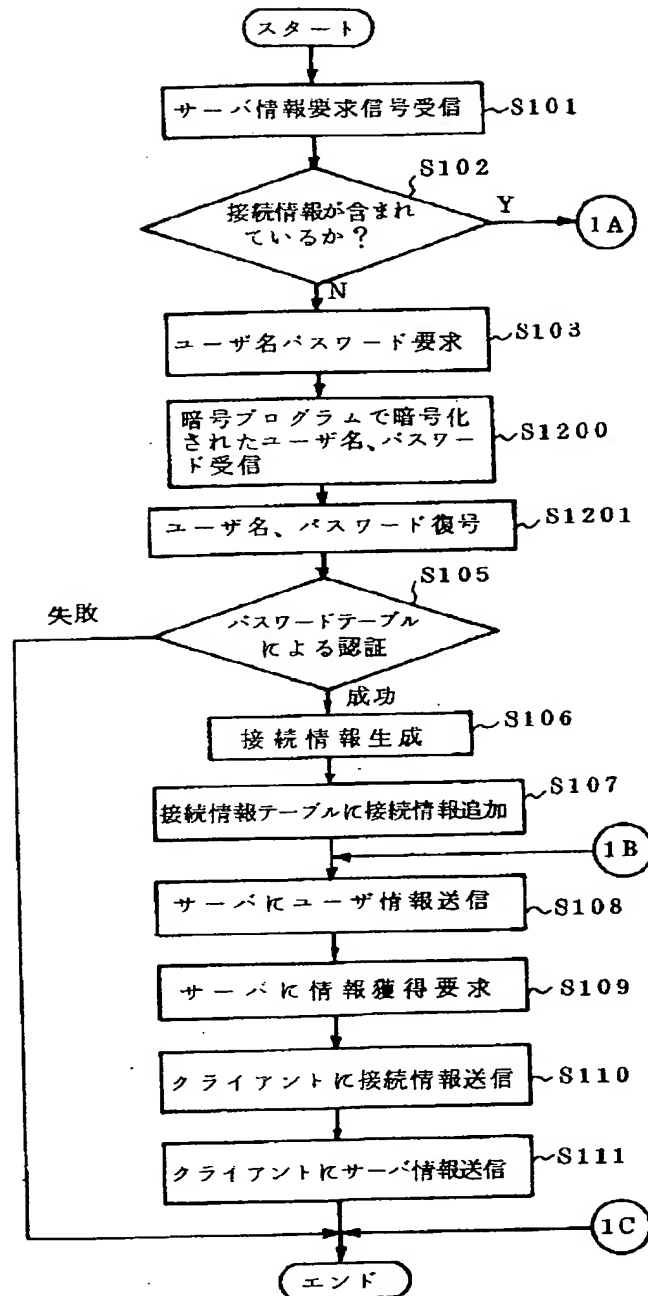 スタート
サーバ情報要求信号受信
S101
S102
接続情報が含まれ
ているか?
Y
1A
N
ユーザ名パスワード要求
S103
暗号プログラムで暗号化
されたユーザ名、パスワー
ド受信
S1200
ユーザ名、パスワード復号
S1201
S105
失敗
パスワードテーブル
による認証
成功
接続情報生成
S106
接続情報テーブルに接続情報追加
S107
1B
サーバにユーザ情報送信
S108
サーバに情報獲得要求
S109
クライアントに接続情報送信
S110
クライアントにサーバ情報送信
S111
1C
エンド